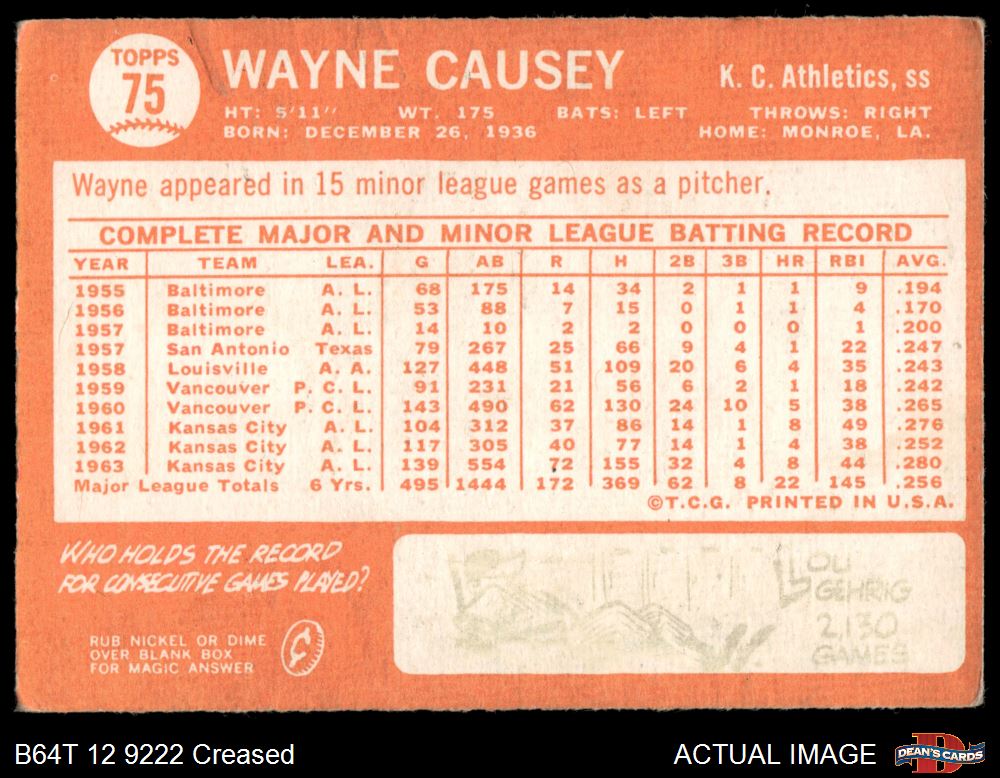 TOPPS
75
WAYNE CAUSEY
K. C. Athletics, ss
HT: 5'11" WT. 175 BATS: LEFT THROWS: RIGHT
BORN: DECEMBER 26, 1936 HOME: MONROE, LA.
Wayne appeared in 15 minor league games as a pitcher.
COMPLETE MAJOR AND MINOR LEAGUE BATTING RECORD
YEAR TEAM LEA. G AB R H 2B 3B HR RBI AVG.
1955 Baltimore A. L. 68 175 14 34 2 1 1 9 .194
1956 Baltimore A. L. 53 88 7 15 0 1 1 4 .170
1957 Baltimore A. L. 14 10 2 2 0 0 0 1 .200
1957 San Antonio Texas 79 267 25 66 9 4 1 22 .247
1958 Louisville A. A. 127 448 51 109 20 6 4 35 .243
1959 Vancouver P. C. L. 91 231 21 56 6 2 1 18 .242
1960 Vancouver P. C. L. 143 490 62 130 24 10 5 38 .265
1961 Kansas City A. L. 104 312 37 86 14 1 8 49 .276
1962 Kansas City A. L. 117 305 40 77 14 1 4 38 .252
1963 Kansas City A. L. 139 554 72 155 32 4 8 44 .280
Major League Totals 6 Yrs. 495 1444 172 369 62 8 22 145 .256
©T.C.G. PRINTED IN U.S.A.
WHO HOLDS THE RECORD
FOR CONSECUTIVE GAMES PLAYED?
RUB NICKEL OR DIME
OVER BLANK BOX
FOR MAGIC ANSWER
LOU
GEHRIG
2,130
GAMES
B64T 12 9222 Creased
ACTUAL IMAGE
DEAN'S CARDS